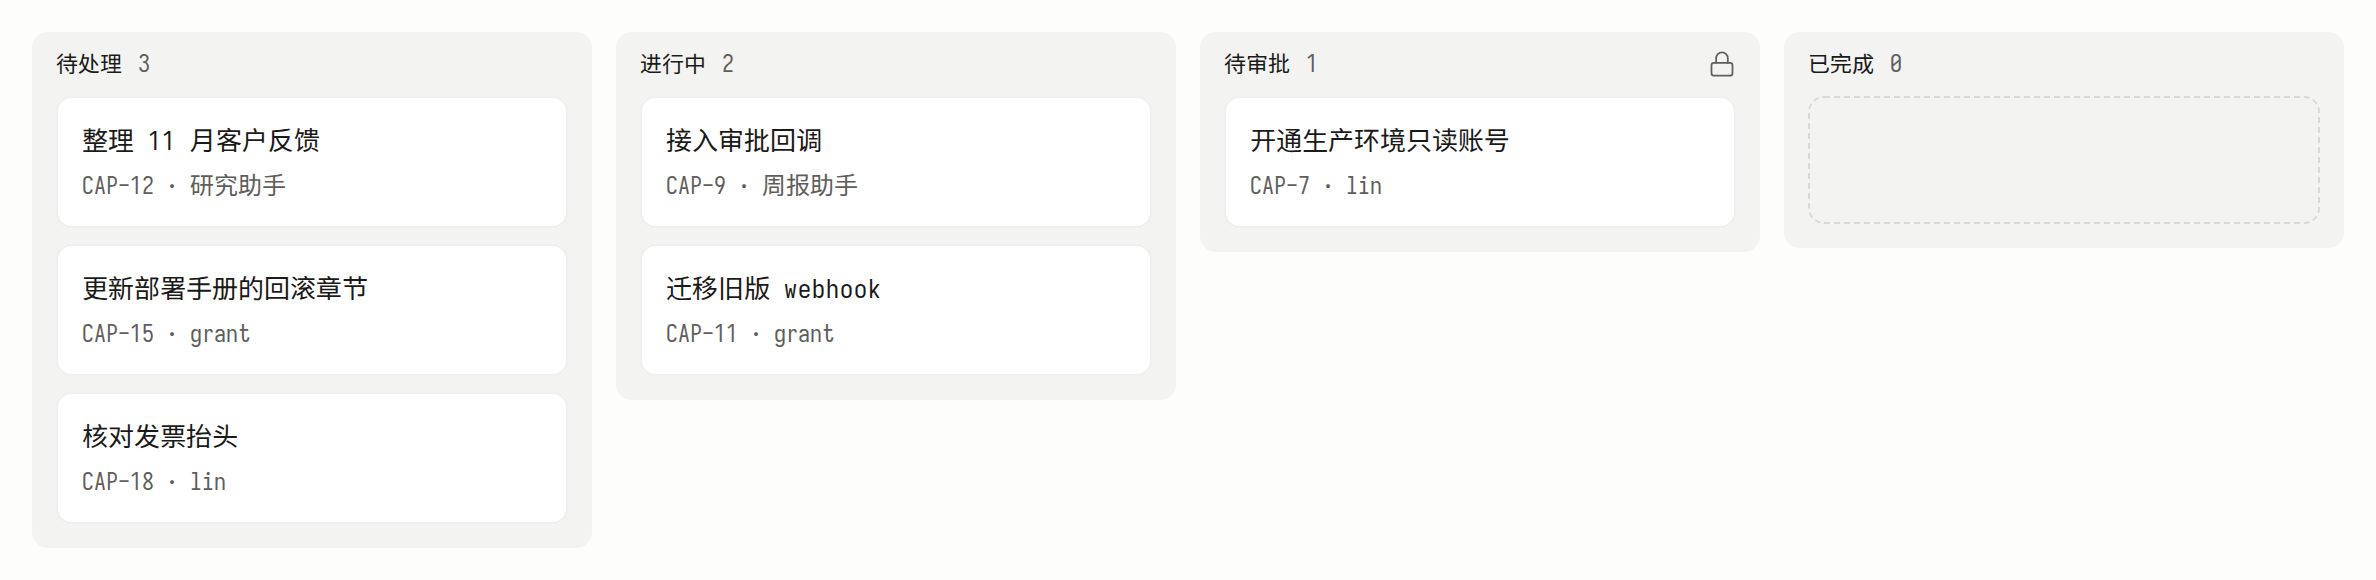 待处理 3
整理 11 月客户反馈
CAP-12 · 研究助手
更新部署手册的回滚章节
CAP-15 · grant
核对发票抬头
CAP-18 · lin
进行中 2
接入审批回调
CAP-9 · 周报助手
迁移旧版 webhook
CAP-11 · grant
待审批 1
开通生产环境只读账号
CAP-7 · lin
已完成 0